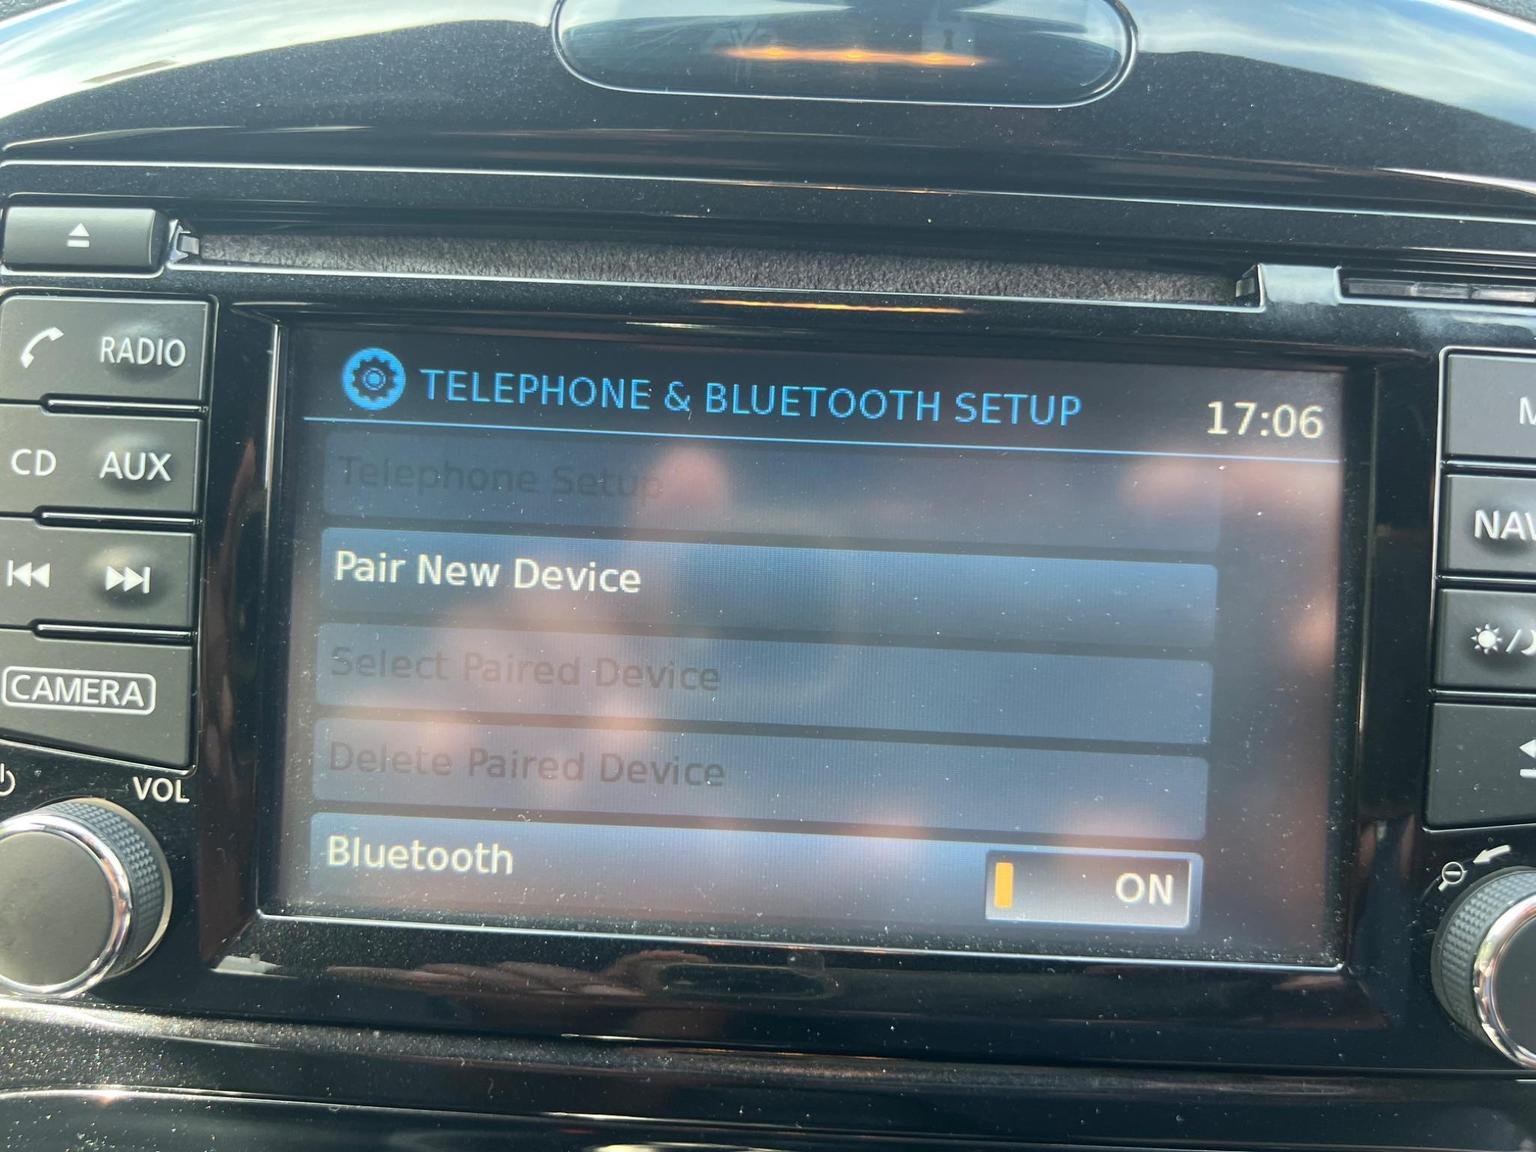 RADIO
CD AUX
CAMERA
VOL
TELEPHONE & BLUETOOTH SETUP
17:06
Telephone Setup
Pair New Device
Select Paired Device
Delete Paired Device
Bluetooth
ON